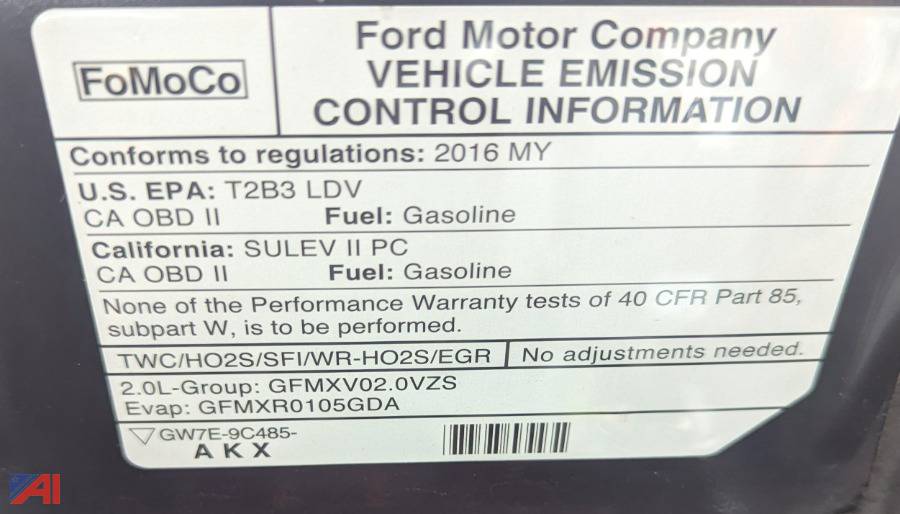 FoMoCo
Ford Motor Company
VEHICLE EMISSION
CONTROL INFORMATION
Conforms to regulations: 2016 MY
U.S. EPA: T2B3 LDV
CA OBD II Fuel: Gasoline
California: SULEV II PC
CA OBD II Fuel: Gasoline
None of the Performance Warranty tests of 40 CFR Part 85,
subpart W, is to be performed.
TWC/HO2S/SFI/WR-HO2S/EGR No adjustments needed.
2.0L-Group: GFMXV02.0VZS
Evap: GFMXR0105GDA
GW7E-9C485-
AKX
AI